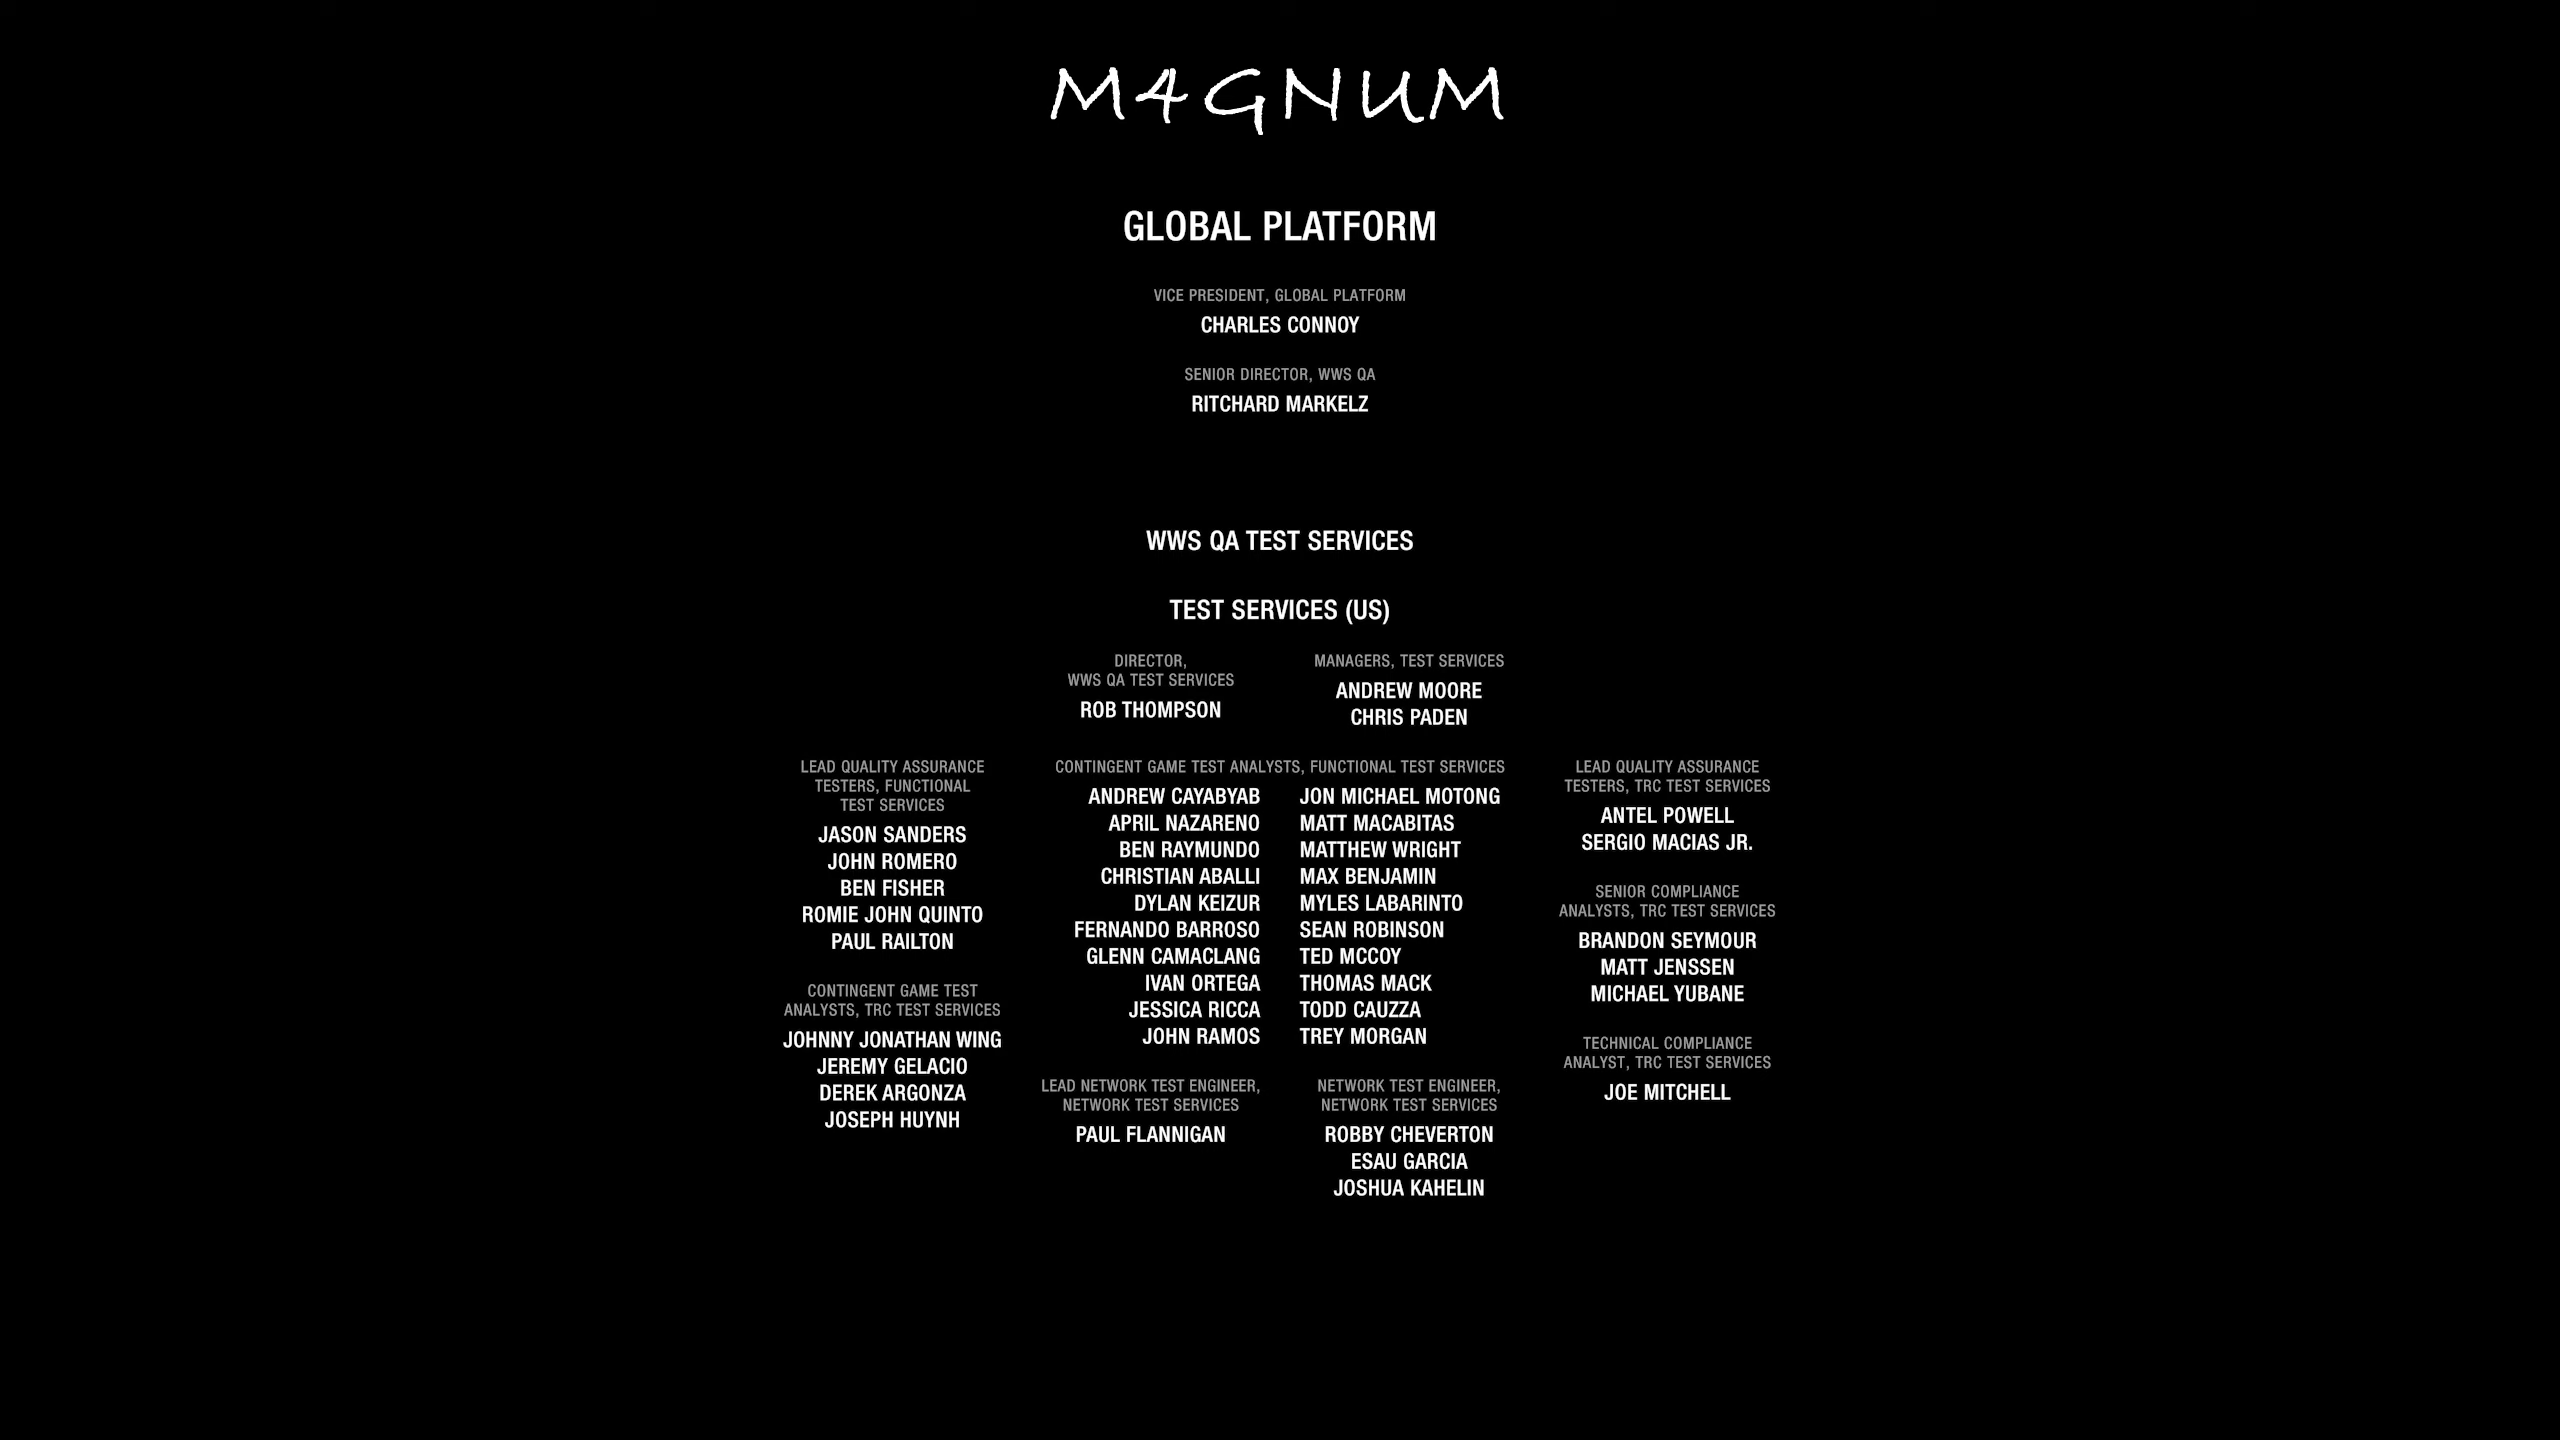 M4GNUM
GLOBAL PLATFORM
VICE PRESIDENT, GLOBAL PLATFORM
CHARLES CONNOY
SENIOR DIRECTOR, WWS QA
RITCHARD MARKELZ
WWS QA TEST SERVICES
TEST SERVICES (US)
DIRECTOR,
WWS QA TEST SERVICES
ROB THOMPSON
MANAGERS, TEST SERVICES
ANDREW MOORE
CHRIS PADEN
LEAD QUALITY ASSURANCE
TESTERS, FUNCTIONAL
TEST SERVICES
JASON SANDERS
JOHN ROMERO
BEN FISHER
ROMIE JOHN QUINTO
PAUL RAILTON
CONTINGENT GAME TEST
ANALYSTS, TRC TEST SERVICES
JOHNNY JONATHAN WING
JEREMY GELACIO
DEREK ARGONZA
JOSEPH HUYNH
CONTINGENT GAME TEST ANALYSTS, FUNCTIONAL TEST SERVICES
ANDREW CAYABYAB
APRIL NAZARENO
BEN RAYMUNDO
CHRISTIAN ABALLI
DYLAN KEIZUR
FERNANDO BARROSO
GLENN CAMACLANG
IVAN ORTEGA
JESSICA RICCA
JOHN RAMOS
JON MICHAEL MOTONG
MATT MACABITAS
MATTHEW WRIGHT
MAX BENJAMIN
MYLES LABARINTO
SEAN ROBINSON
TED MCCOY
THOMAS MACK
TODD CAUZZA
TREY MORGAN
LEAD NETWORK TEST ENGINEER,
NETWORK TEST SERVICES
PAUL FLANNIGAN
NETWORK TEST ENGINEER,
NETWORK TEST SERVICES
ROBBY CHEVERTON
ESAU GARCIA
JOSHUA KAHELIN
LEAD QUALITY ASSURANCE
TESTERS, TRC TEST SERVICES
ANTEL POWELL
SERGIO MACIAS JR.
SENIOR COMPLIANCE
ANALYSTS, TRC TEST SERVICES
BRANDON SEYMOUR
MATT JENSSEN
MICHAEL YUBANE
TECHNICAL COMPLIANCE
ANALYST, TRC TEST SERVICES
JOE MITCHELL